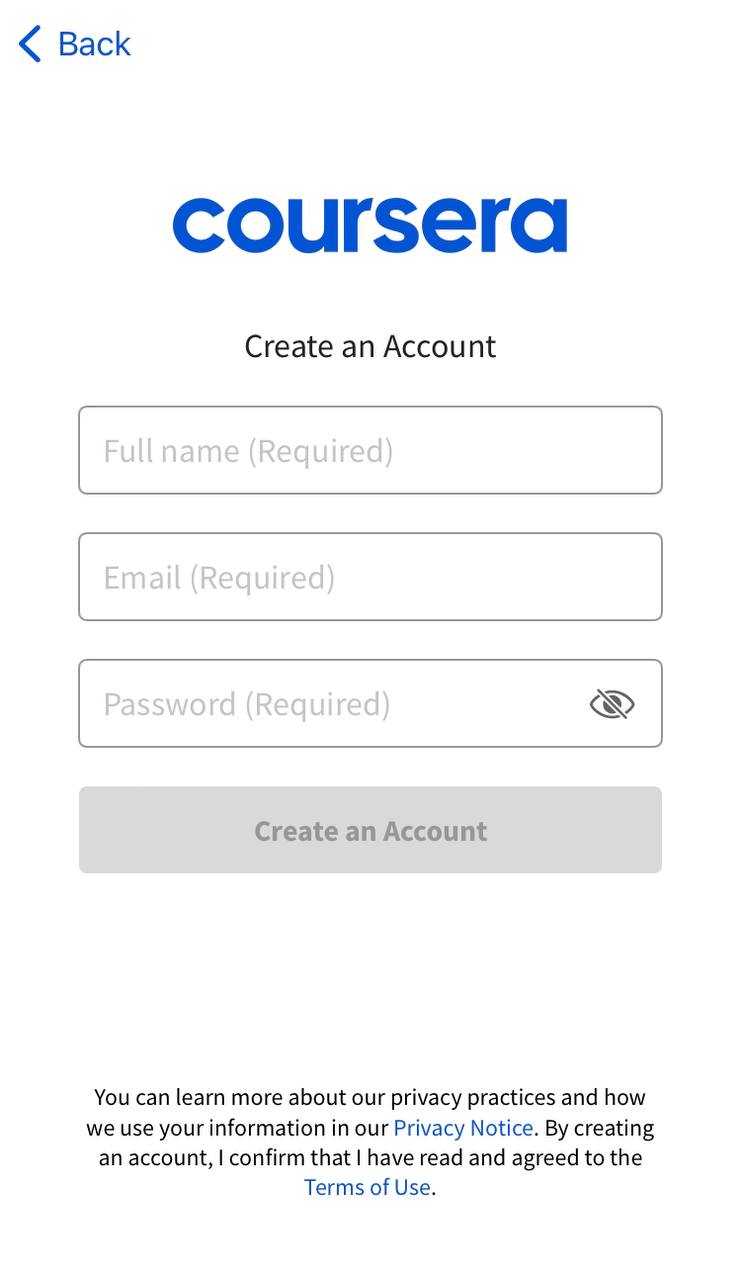 Back
coursera
Create an Account
Full name (Required)
Email (Required)
Password (Required)
Create an Account
You can learn more about our privacy practices and how
we use your information in our Privacy Notice. By creating
an account, I confirm that I have read and agreed to the
Terms of Use.